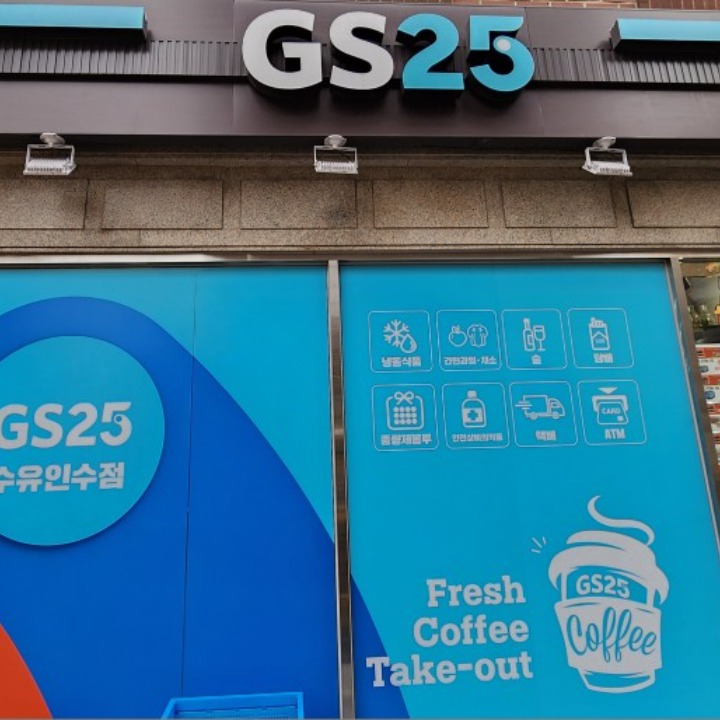 GS25
GS25
수유인수점
냉동식품
간편과일·채소
술
담배
종량제봉투
안전상비의약품
택배
CARD
ATM
Fresh
Coffee
Take-out
GS25
Coffee